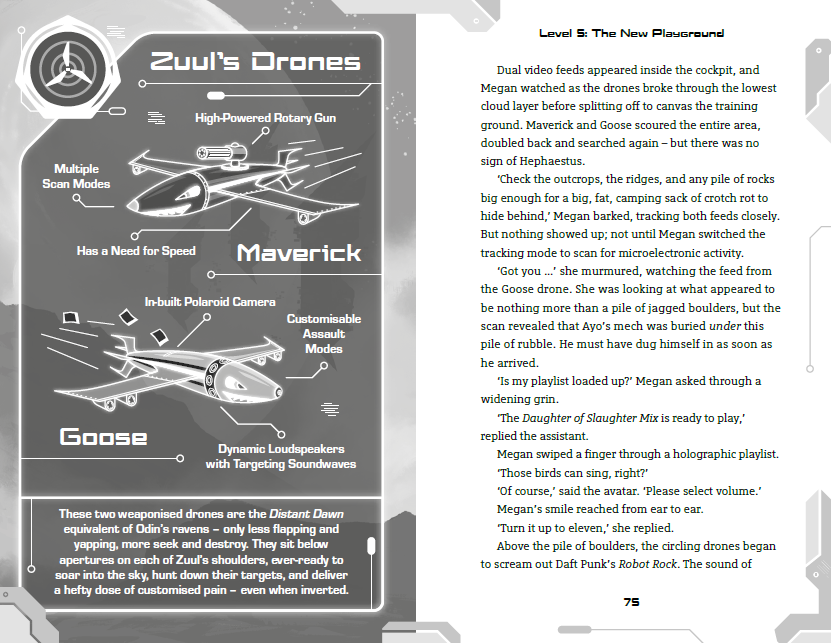 Zuul's Drones
High-Powered Rotary Gun
Multiple
Scan Modes
Has a Need for Speed
Maverick
In-built Polaroid Camera
Customisable
Assault
Modes
Goose
Dynamic Loudspeakers
with Targeting Soundwaves
These two weaponised drones are the Distant Dawn
equivalent of Odin's ravens – only less flapping and
yapping, more seek and destroy. They sit below
apertures on each of Zuul's shoulders, ever-ready to
soar into the sky, hunt down their targets, and deliver
a hefty dose of customised pain – even when inverted.
Level 5: The New Playground
Dual video feeds appeared inside the cockpit, and
Megan watched as the drones broke through the lowest
cloud layer before splitting off to canvas the training
ground. Maverick and Goose scoured the entire area,
doubled back and searched again – but there was no
sign of Hephaestus.
‘Check the outcrops, the ridges, and any pile of rocks
big enough for a big, fat, camping sack of crotch rot to
hide behind,’ Megan barked, tracking both feeds closely.
But nothing showed up; not until Megan switched the
tracking mode to scan for microelectronic activity.
‘Got you ...’ she murmured, watching the feed from
the Goose drone. She was looking at what appeared to
be nothing more than a pile of jagged boulders, but the
scan revealed that Ayo’s mech was buried under this
pile of rubble. He must have dug himself in as soon as
he arrived.
‘Is my playlist loaded up?’ Megan asked through a
widening grin.
‘The Daughter of Slaughter Mix is ready to play,’
replied the assistant.
Megan swiped a finger through a holographic playlist.
‘Those birds can sing, right?’
‘Of course,’ said the avatar. ‘Please select volume.’
Megan’s smile reached from ear to ear.
‘Turn it up to eleven,’ she replied.
Above the pile of boulders, the circling drones began
to scream out Daft Punk’s Robot Rock. The sound of
75